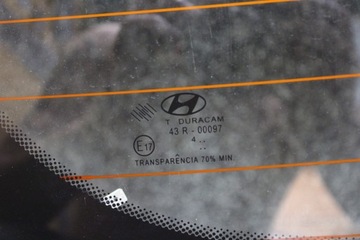 T DURACAM
43 R - 00097
4 . .
. .
E17
TRANSPARÊNCIA 70% MIN